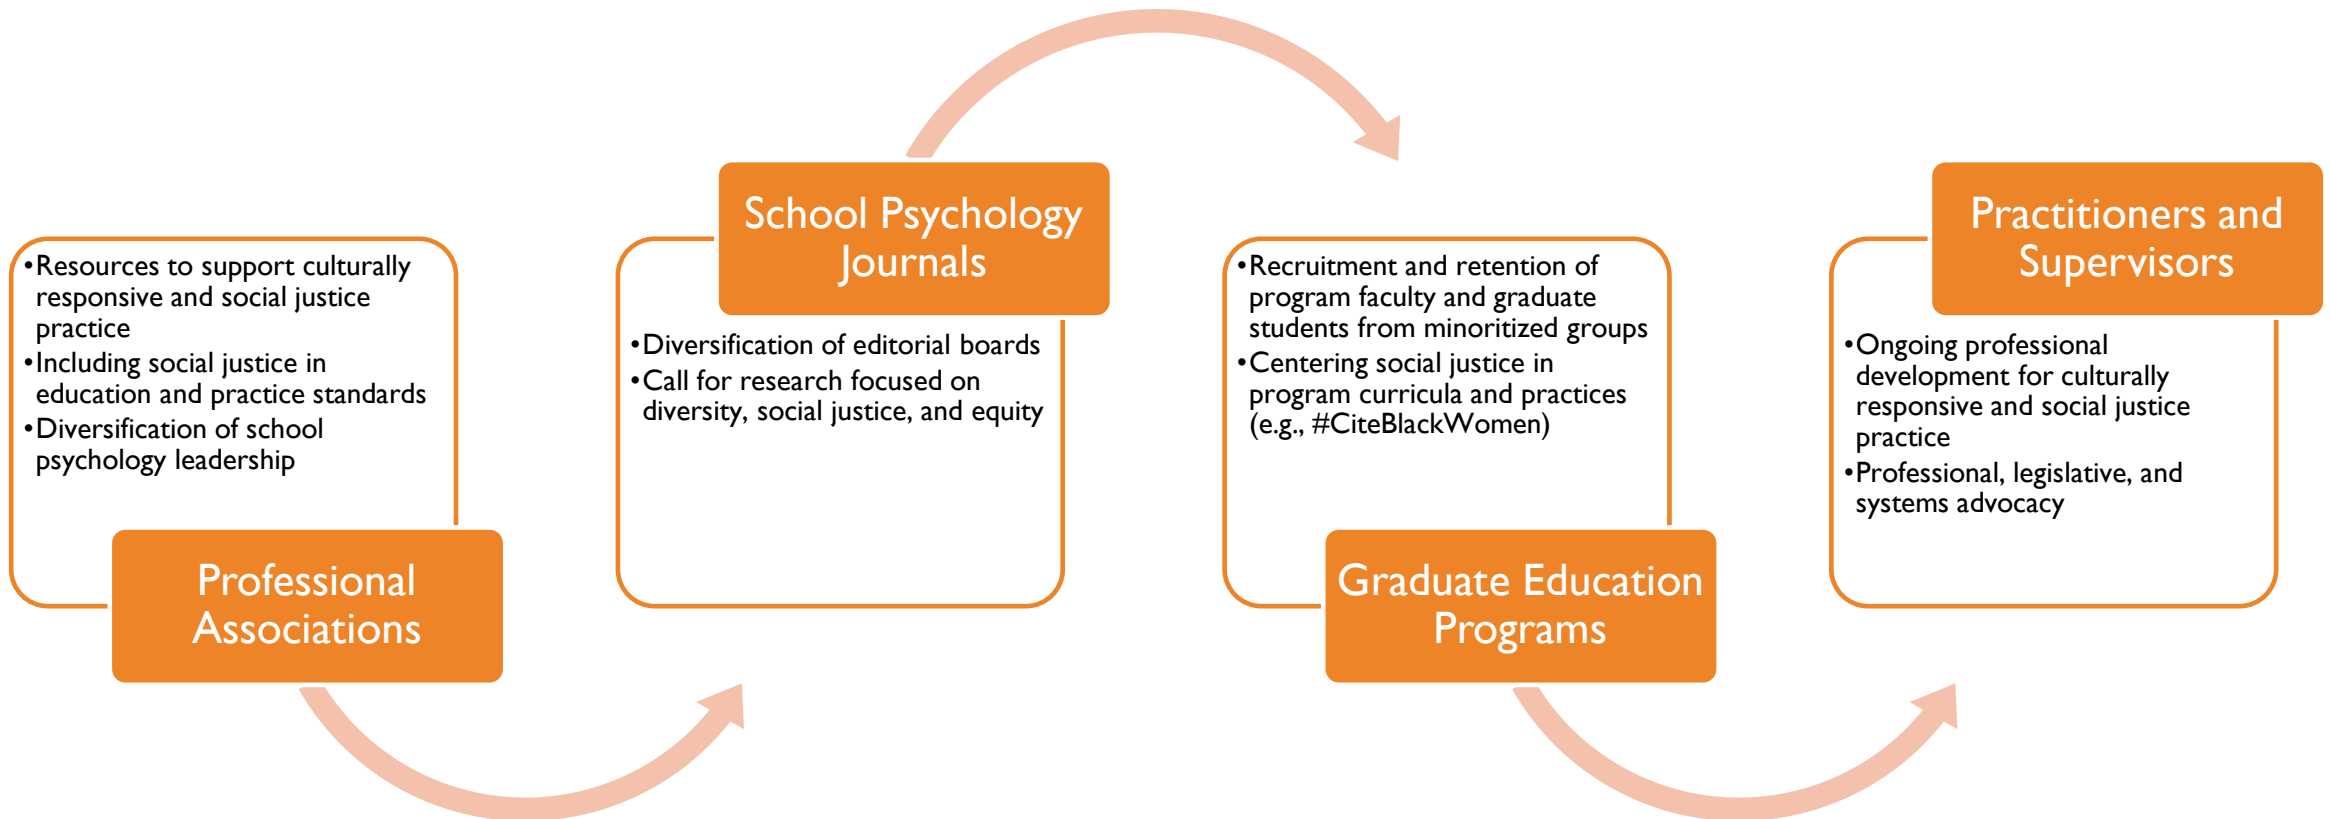 •Resources to support culturally
responsive and social justice
practice
•Including social justice in
education and practice standards
•Diversification of school
psychology leadership
Professional
Associations
School Psychology
Journals
•Diversification of editorial boards
•Call for research focused on
diversity, social justice, and equity
•Recruitment and retention of
program faculty and graduate
students from minoritized groups
•Centering social justice in
program curricula and practices
(e.g., #CiteBlackWomen)
Graduate Education
Programs
Practitioners and
Supervisors
•Ongoing professional
development for culturally
responsive and social justice
practice
•Professional, legislative, and
systems advocacy